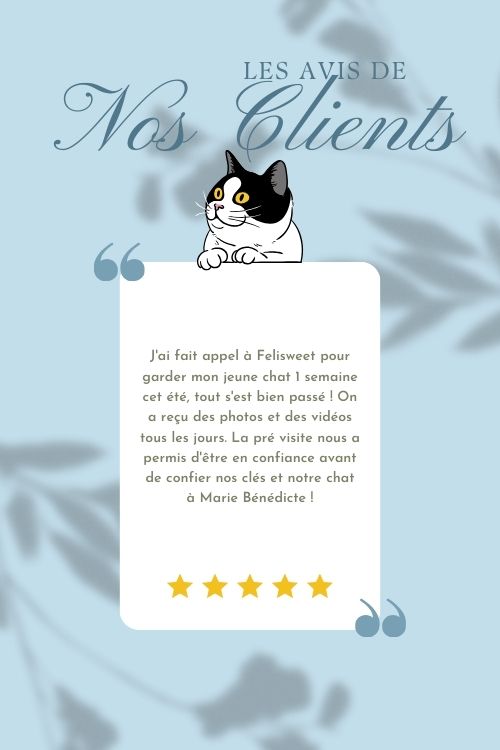 LES AVIS DE
Nos Clients
J'ai fait appel à Felisweet pour
garder mon jeune chat 1 semaine
cet été, tout s'est bien passé ! On
a reçu des photos et des vidéos
tous les jours. La pré visite nous a
permis d'être en confiance avant
de confier nos clés et notre chat
à Marie Bénédicte !